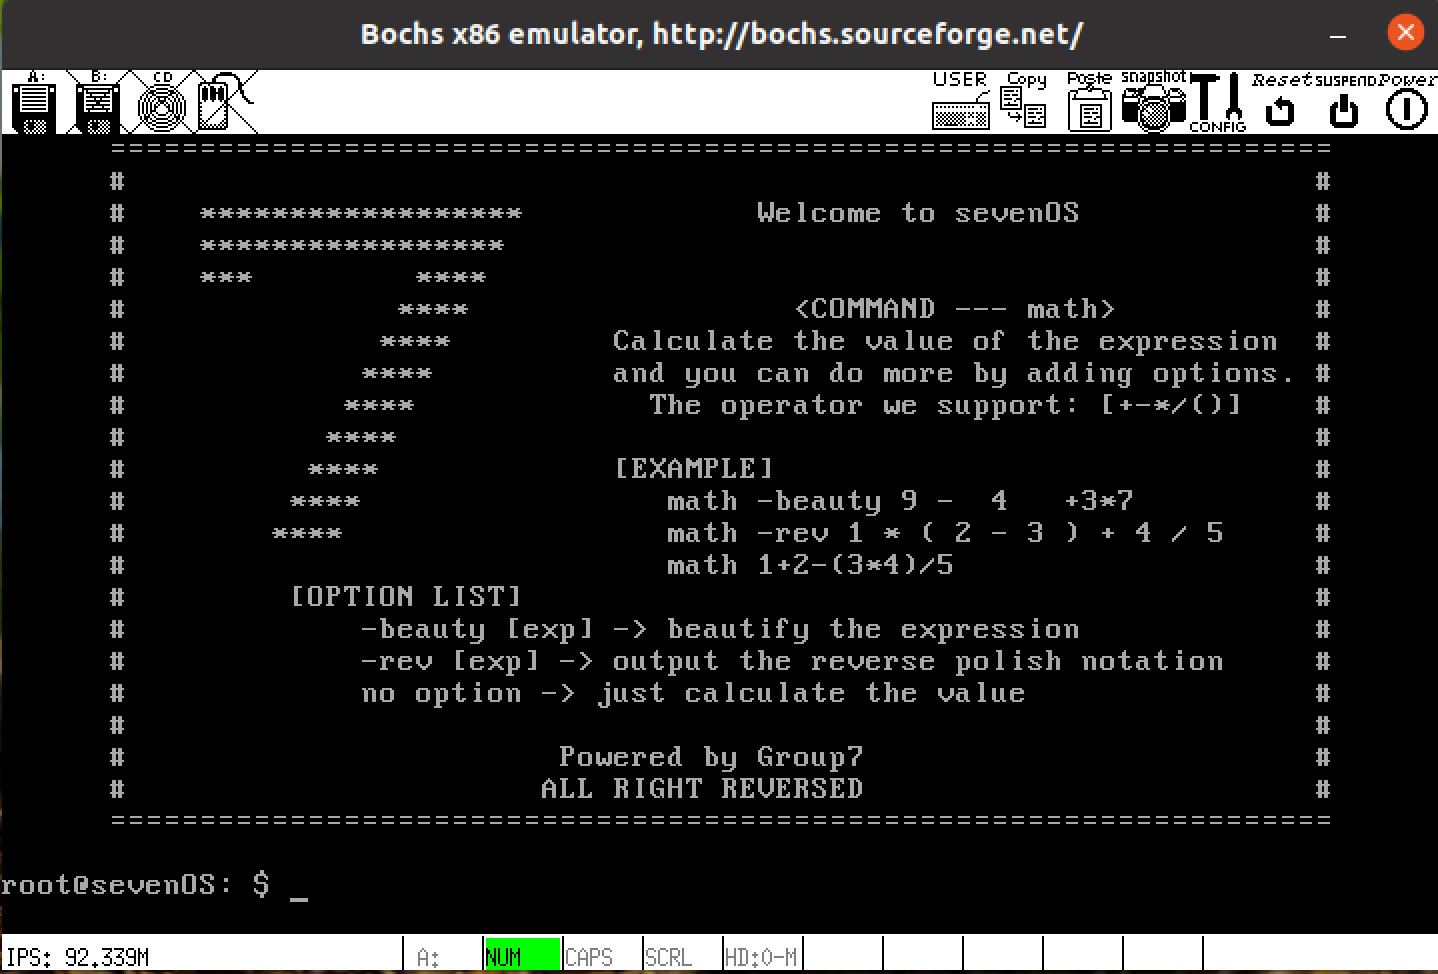 Bochs x86 emulator, http://bochs.sourceforge.net/
A: B: CD USER Copy Paste snapshot CONFIG Reset SUSPEND Power
====================================================================
# #
# ****************** Welcome to sevenOS #
# ***************** #
# *** **** #
# **** <COMMAND --- math> #
# **** Calculate the value of the expression #
# **** and you can do more by adding options. #
# **** The operator we support: [+-*/()] #
# **** #
# **** [EXAMPLE] #
# **** math -beauty 9 -  4   +3*7 #
# **** math -rev 1 * ( 2 - 3 ) + 4 / 5 #
# math 1+2-(3*4)/5 #
# [OPTION LIST] #
# -beauty [exp] -> beautify the expression #
# -rev [exp] -> output the reverse polish notation #
# no option -> just calculate the value #
# #
# Powered by Group7 #
# ALL RIGHT REVERSED #
====================================================================
root@sevenOS: $ _
IPS: 92.339M A: NUM CAPS SCRL HD:0-M